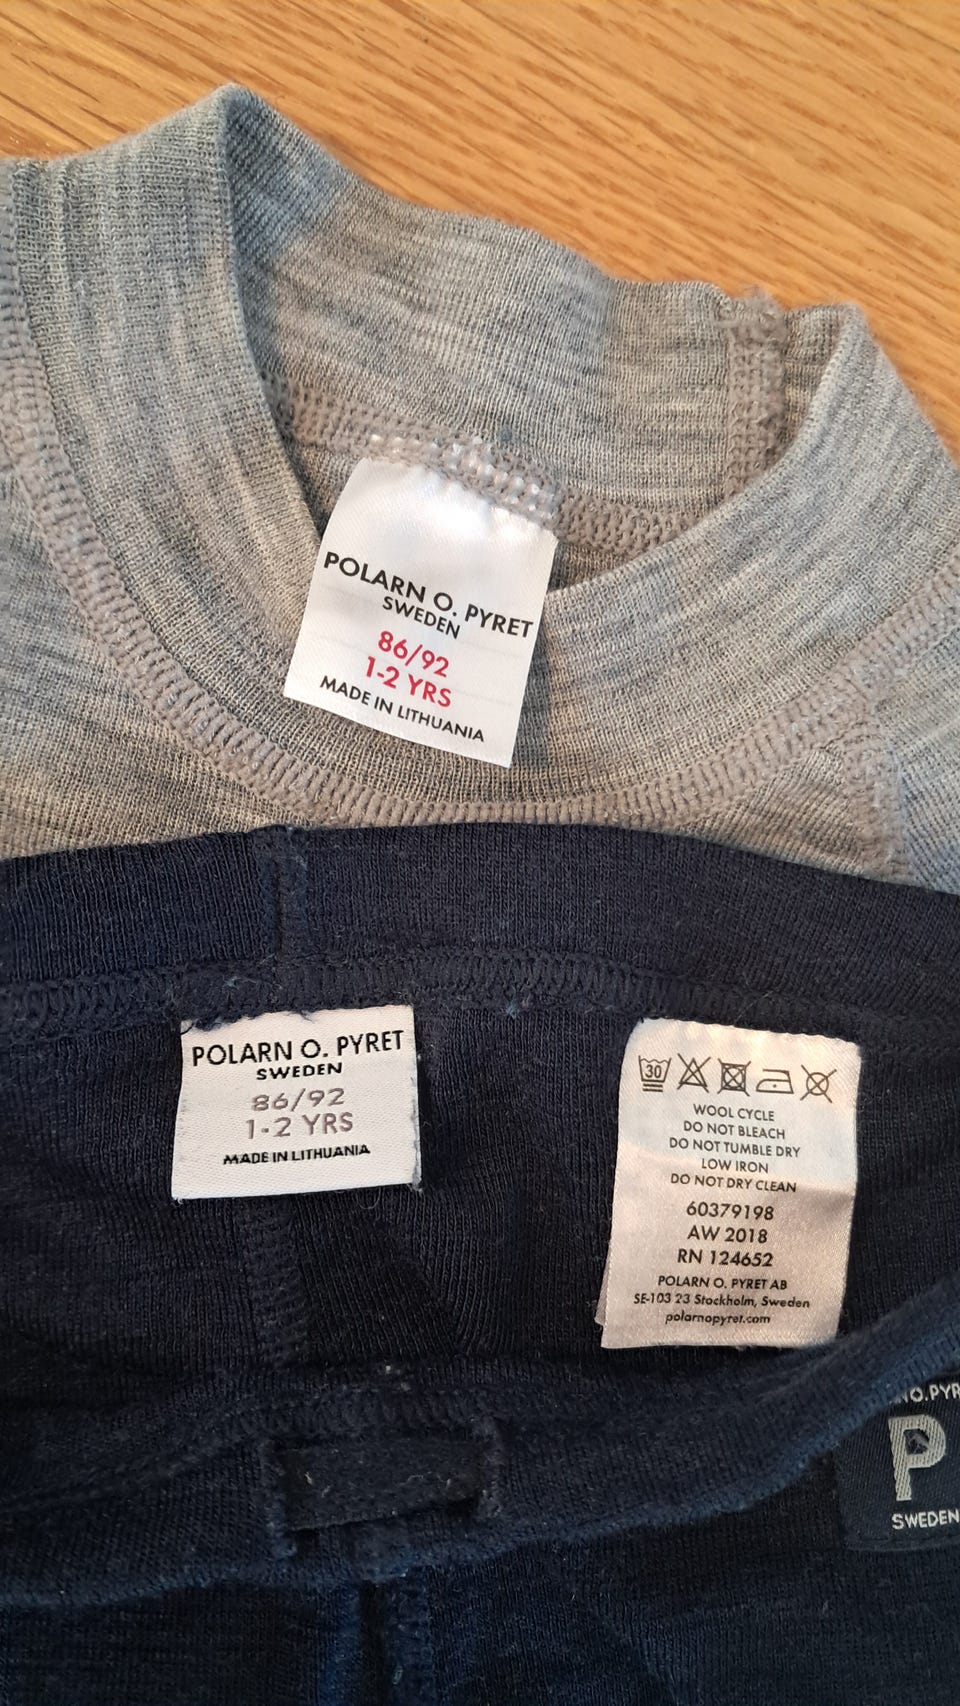 POLARN O. PYRET
SWEDEN
86/92
1-2 YRS
MADE IN LITHUANIA
POLARN O. PYRET
SWEDEN
86/92
1-2 YRS
MADE IN LITHUANIA
30
WOOL CYCLE
DO NOT BLEACH
DO NOT TUMBLE DRY
LOW IRON
DO NOT DRY CLEAN
60379198
AW 2018
RN 124652
POLARN O. PYRET AB
SE-103 23 Stockholm, Sweden
polarnopyret.com
O.PYR
P
SWEDEN